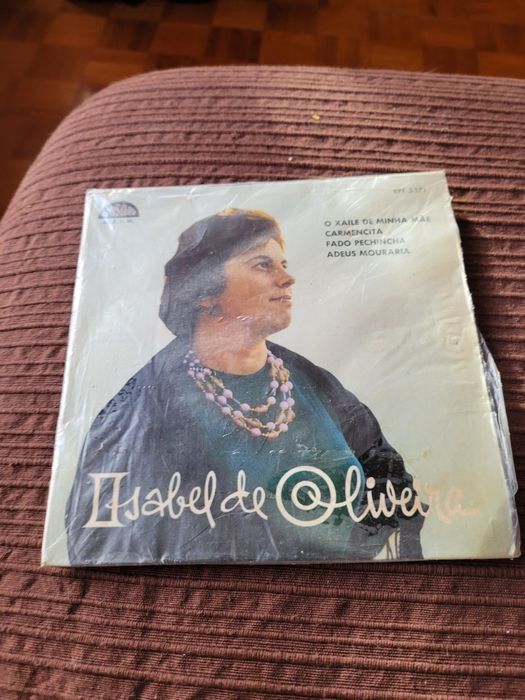 O XAILE DE MINHA MÃE
CARMENCITA
FADO PECHINCHA
ADEUS MOURARIA
Isabel de Oliveira